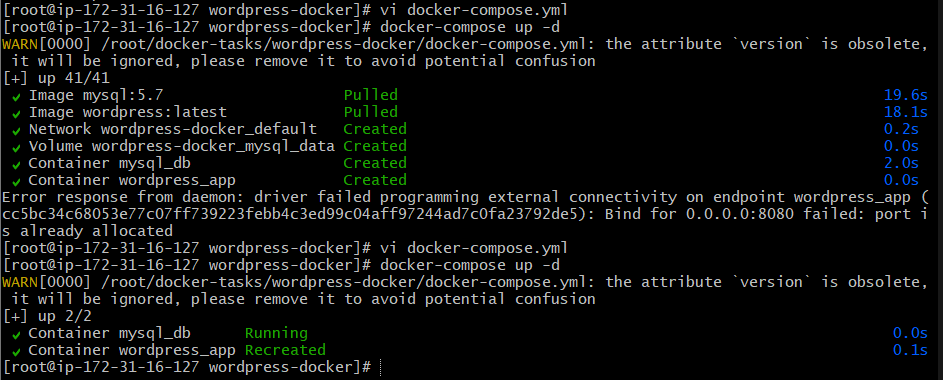 [root@ip-172-31-16-127 wordpress-docker]# vi docker-compose.yml
[root@ip-172-31-16-127 wordpress-docker]# docker-compose up -d
WARN[0000] /root/docker-tasks/wordpress-docker/docker-compose.yml: the attribute `version` is obsolete,
 it will be ignored, please remove it to avoid potential confusion
[+] up 41/41
✔ Image mysql:5.7 Pulled 19.6s
✔ Image wordpress:latest Pulled 18.1s
✔ Network wordpress-docker_default Created 0.2s
✔ Volume wordpress-docker_mysql_data Created 0.0s
✔ Container mysql_db Created 2.0s
✔ Container wordpress_app Created 0.0s
Error response from daemon: driver failed programming external connectivity on endpoint wordpress_app (
cc5bc34c68053e77c07ff739223febb4c3ed99c04aff97244ad7c0fa23792de5): Bind for 0.0.0.0:8080 failed: port i
s already allocated
[root@ip-172-31-16-127 wordpress-docker]# vi docker-compose.yml
[root@ip-172-31-16-127 wordpress-docker]# docker-compose up -d
WARN[0000] /root/docker-tasks/wordpress-docker/docker-compose.yml: the attribute `version` is obsolete,
 it will be ignored, please remove it to avoid potential confusion
[+] up 2/2
✔ Container mysql_db Running 0.0s
✔ Container wordpress_app Recreated 0.1s
[root@ip-172-31-16-127 wordpress-docker]#